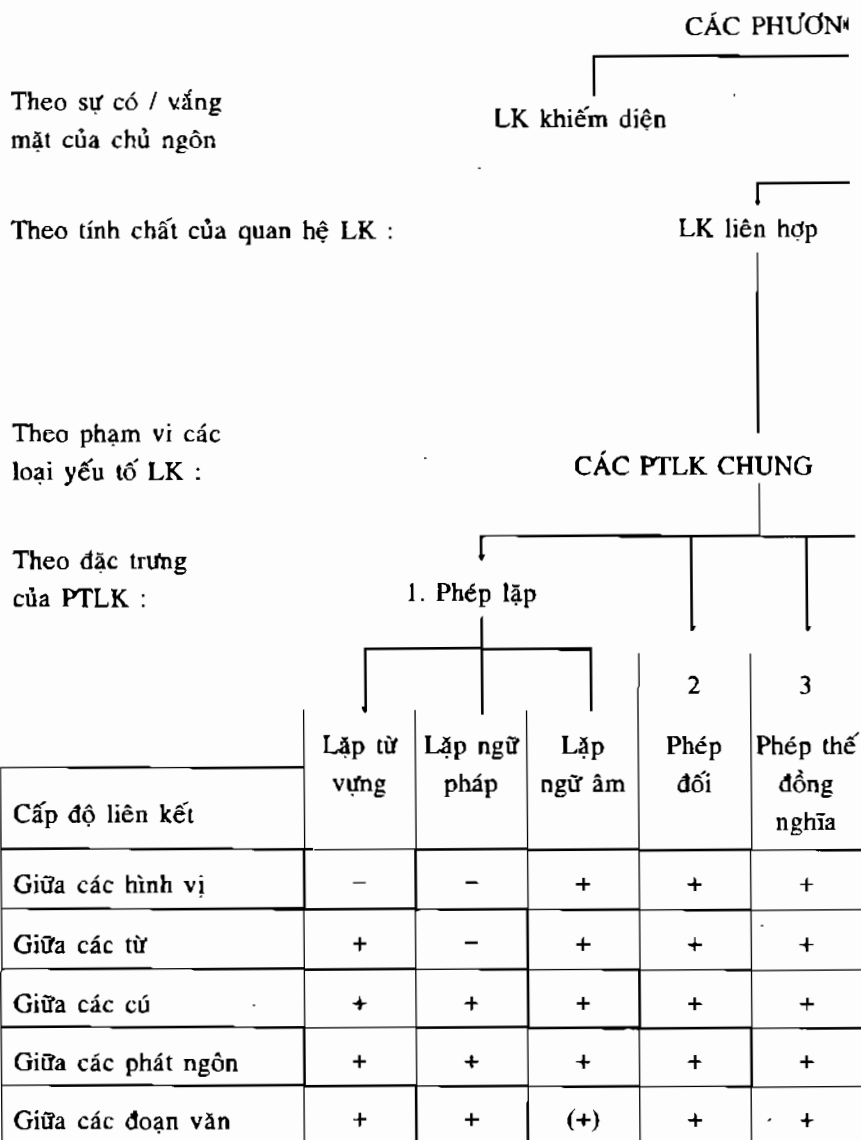 CÁC PHƯƠN
Theo sự có / vắng
mặt của chủ ngôn
LK khiếm diện
Theo tính chất của quan hệ LK :
LK liên hợp
Theo phạm vi các
loại yếu tố LK :
CÁC PTLK CHUNG
Theo đặc trưng
của PTLK :
1. Phép lặp
2
3
Lặp từ
vựng
Lặp ngữ
pháp
Lặp
ngữ âm
Phép
đối
Phép thế
đồng
nghĩa
Cấp độ liên kết
Giữa các hình vị – – + + +
Giữa các từ + – + + +
Giữa các cú + + + + +
Giữa các phát ngôn + + + + +
Giữa các đoạn văn + + (+) + +